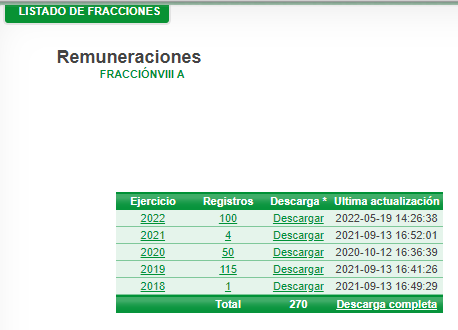 LISTADO DE FRACCIONES
Remuneraciones
FRACCIÓNVIII A
Ejercicio Registros Descarga * Ultima actualización
2022 100 Descargar 2022-05-19 14:26:38
2021 4 Descargar 2021-09-13 16:52:01
2020 50 Descargar 2020-10-12 16:36:39
2019 115 Descargar 2021-09-13 16:41:26
2018 1 Descargar 2021-09-13 16:49:29
Total 270 Descarga completa